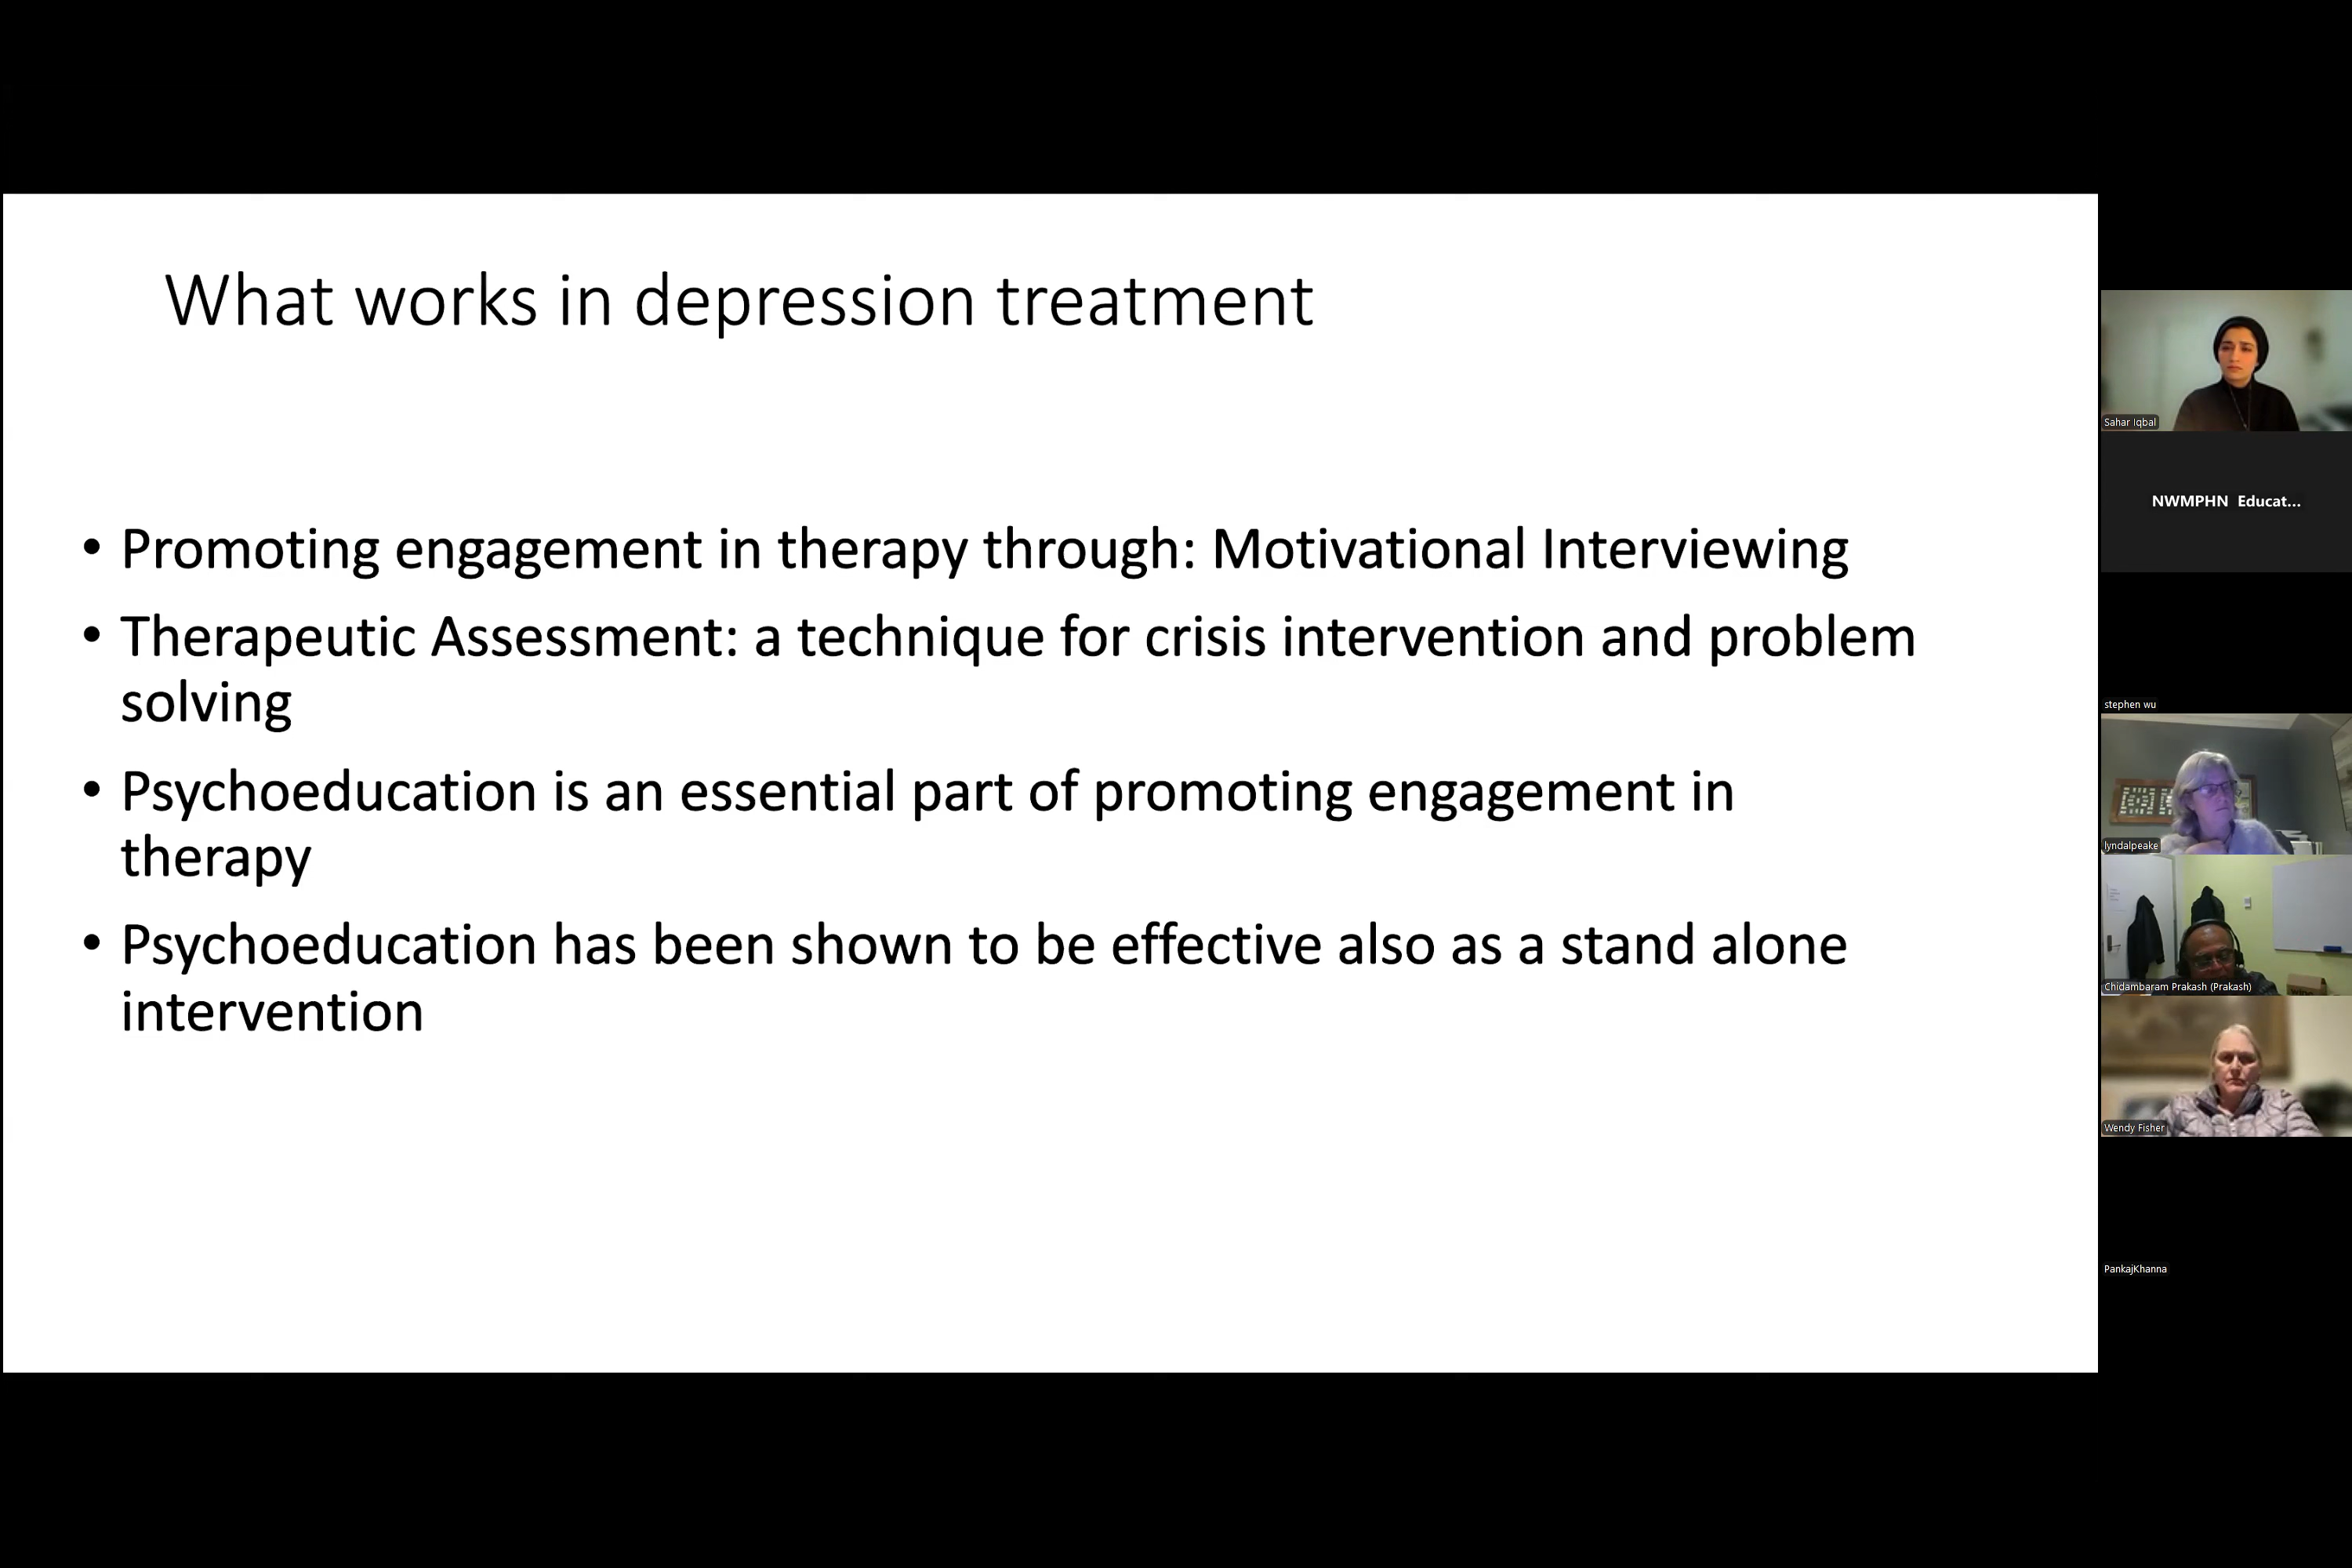 What works in depression treatment
• Promoting engagement in therapy through: Motivational Interviewing
• Therapeutic Assessment: a technique for crisis intervention and problem
solving
• Psychoeducation is an essential part of promoting engagement in
therapy
• Psychoeducation has been shown to be effective also as a stand alone
intervention
Sahar Iqbal
NWMPHN Educat...
stephen wu
lyndalpeake
Chidambaram Prakash (Prakash)
Wendy Fisher
PankajKhanna